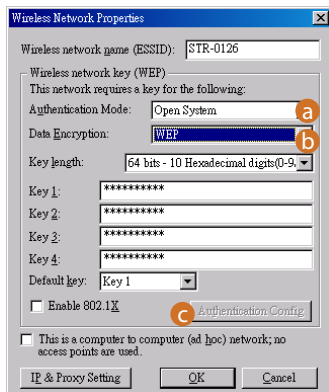 Wireless Network Properties
Wireless network name (ESSID): STR-0126
Wireless network key (WEP)
This network requires a key for the following:
Authentication Mode: Open System a
Data Encryption: WEP b
Key length: 64 bits - 10 Hexadecimal digits(0-9,
Key 1: **********
Key 2: **********
Key 3: **********
Key 4: **********
Default key: Key 1
Enable 802.1X
c Authentication Config
This is a computer to computer (ad hoc) network; no
access points are used.
IP & Proxy Setting OK Cancel